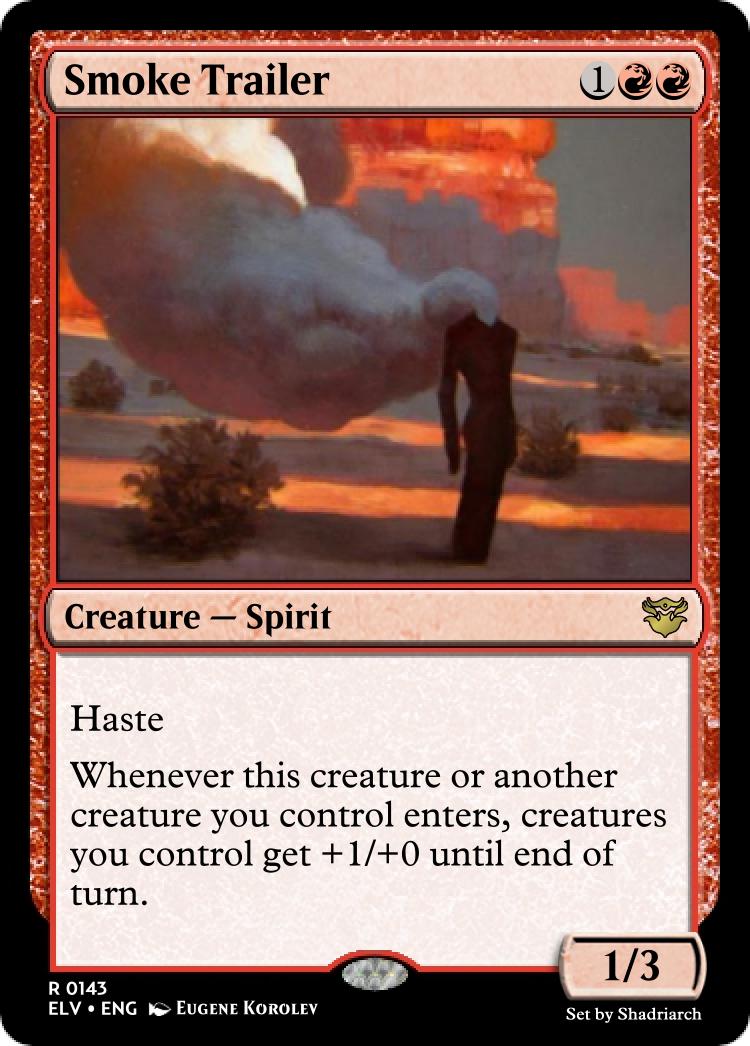 Smoke Trailer 1
Creature — Spirit
Haste
Whenever this creature or another
creature you control enters, creatures
you control get +1/+0 until end of
turn.
1/3
R 0143
ELV • ENG Eugene Korolev
Set by Shadriarch